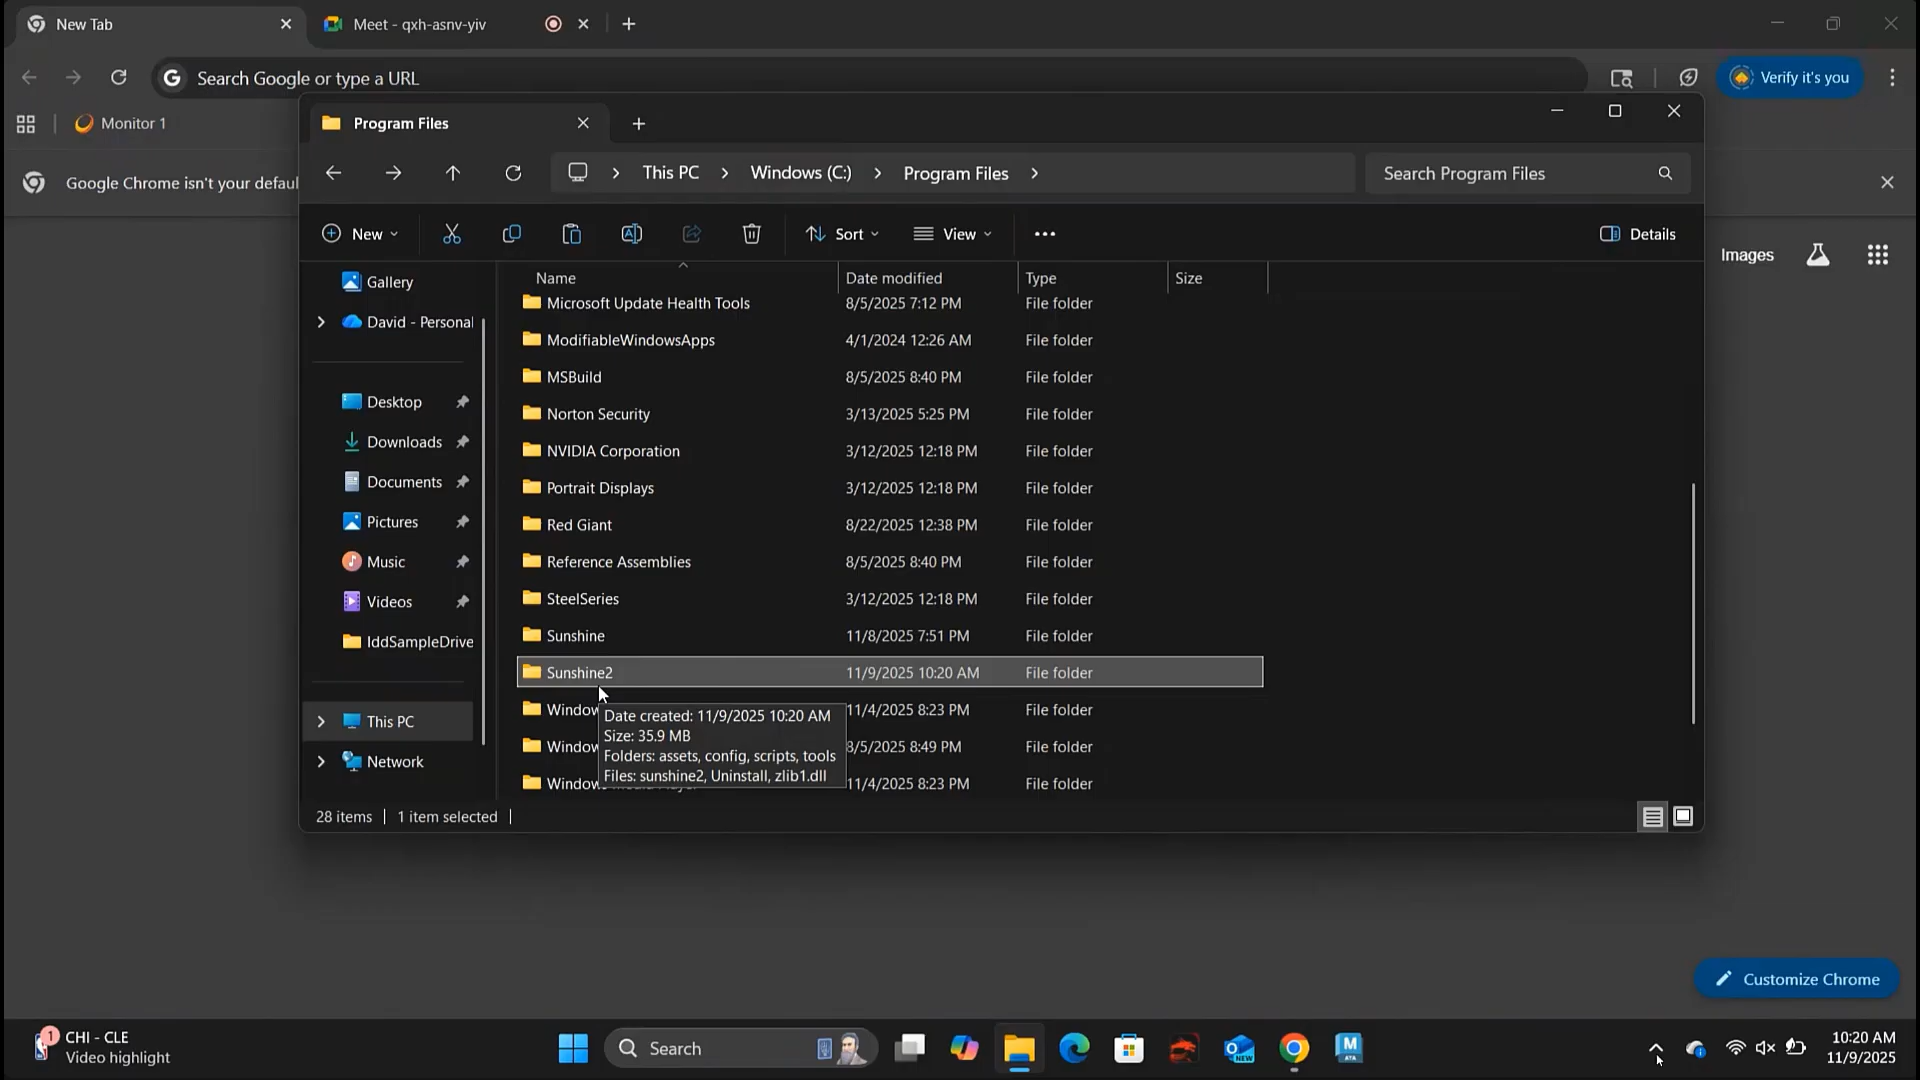 New Tab
Meet - qxh-asnv-yiv
Search Google or type a URL
Verify it's you
Monitor 1
Program Files
Google Chrome isn't your defaul
This PC > Windows (C:) > Program Files >
Search Program Files
New
Sort
View
Details
Images
Gallery
David - Personal
Desktop
Downloads
Documents
Pictures
Music
Videos
IddSampleDrive
This PC
Network
Name Date modified Type Size
Microsoft Update Health Tools 8/5/2025 7:12 PM File folder
ModifiableWindowsApps 4/1/2024 12:26 AM File folder
MSBuild 8/5/2025 8:40 PM File folder
Norton Security 3/13/2025 5:25 PM File folder
NVIDIA Corporation 3/12/2025 12:18 PM File folder
Portrait Displays 3/12/2025 12:18 PM File folder
Red Giant 8/22/2025 12:38 PM File folder
Reference Assemblies 8/5/2025 8:40 PM File folder
SteelSeries 3/12/2025 12:18 PM File folder
Sunshine 11/8/2025 7:51 PM File folder
Sunshine2 11/9/2025 10:20 AM File folder
Window 11/4/2025 8:23 PM File folder
Window 8/5/2025 8:49 PM File folder
Window 11/4/2025 8:23 PM File folder
Date created: 11/9/2025 10:20 AM
Size: 35.9 MB
Folders: assets, config, scripts, tools
Files: sunshine2, Uninstall, zlib1.dll
28 items
1 item selected
Customize Chrome
1
CHI - CLE
Video highlight
Search
NEW
M
ATA
10:20 AM
11/9/2025